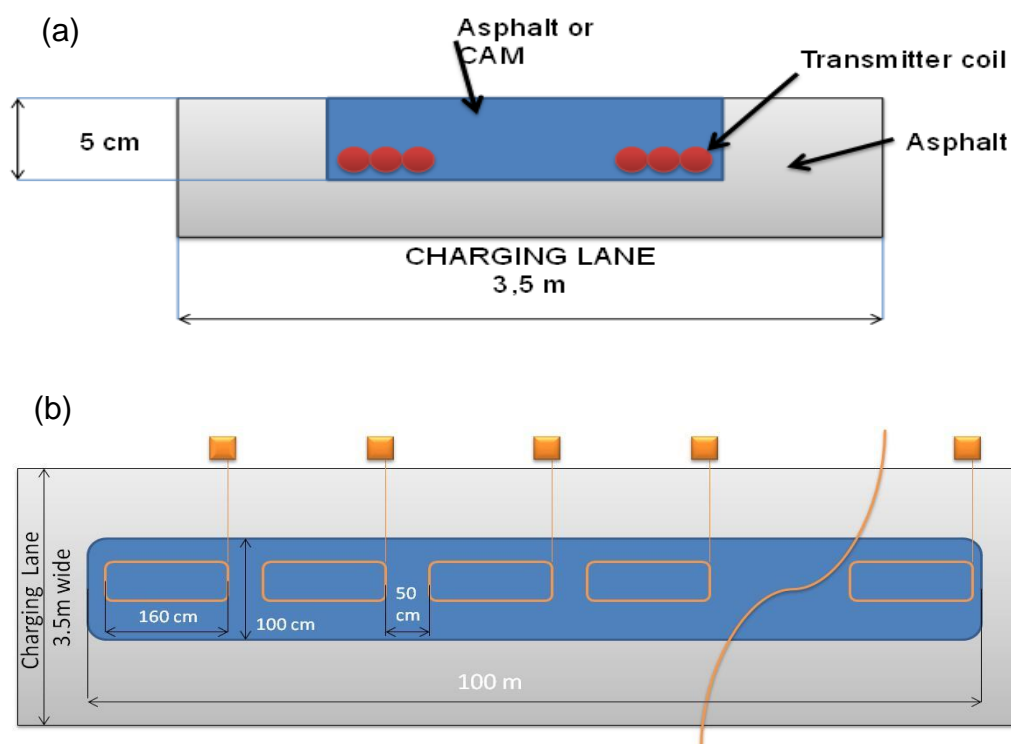 (a)
Asphalt or
CAM
Transmitter coil
5 cm
Asphalt
CHARGING LANE
3,5 m
(b)
Charging Lane
3.5m wide
160 cm
100 cm
50
cm
100 m